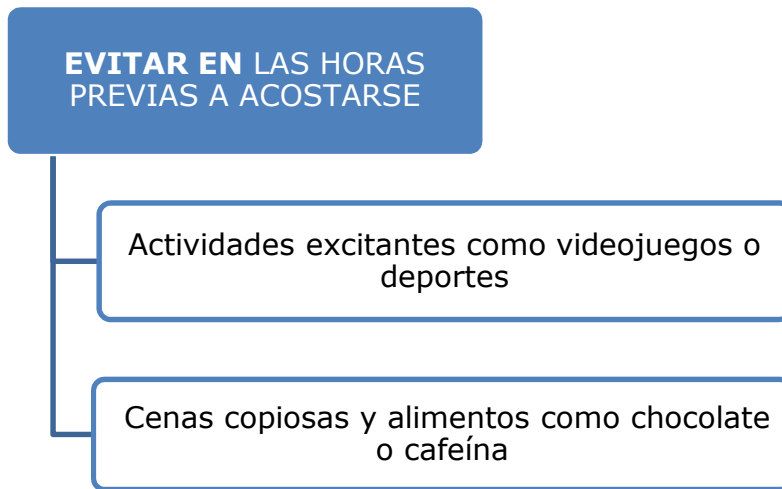 EVITAR EN LAS HORAS
PREVIAS A ACOSTARSE
Actividades excitantes como videojuegos o
deportes
Cenas copiosas y alimentos como chocolate
o cafeína